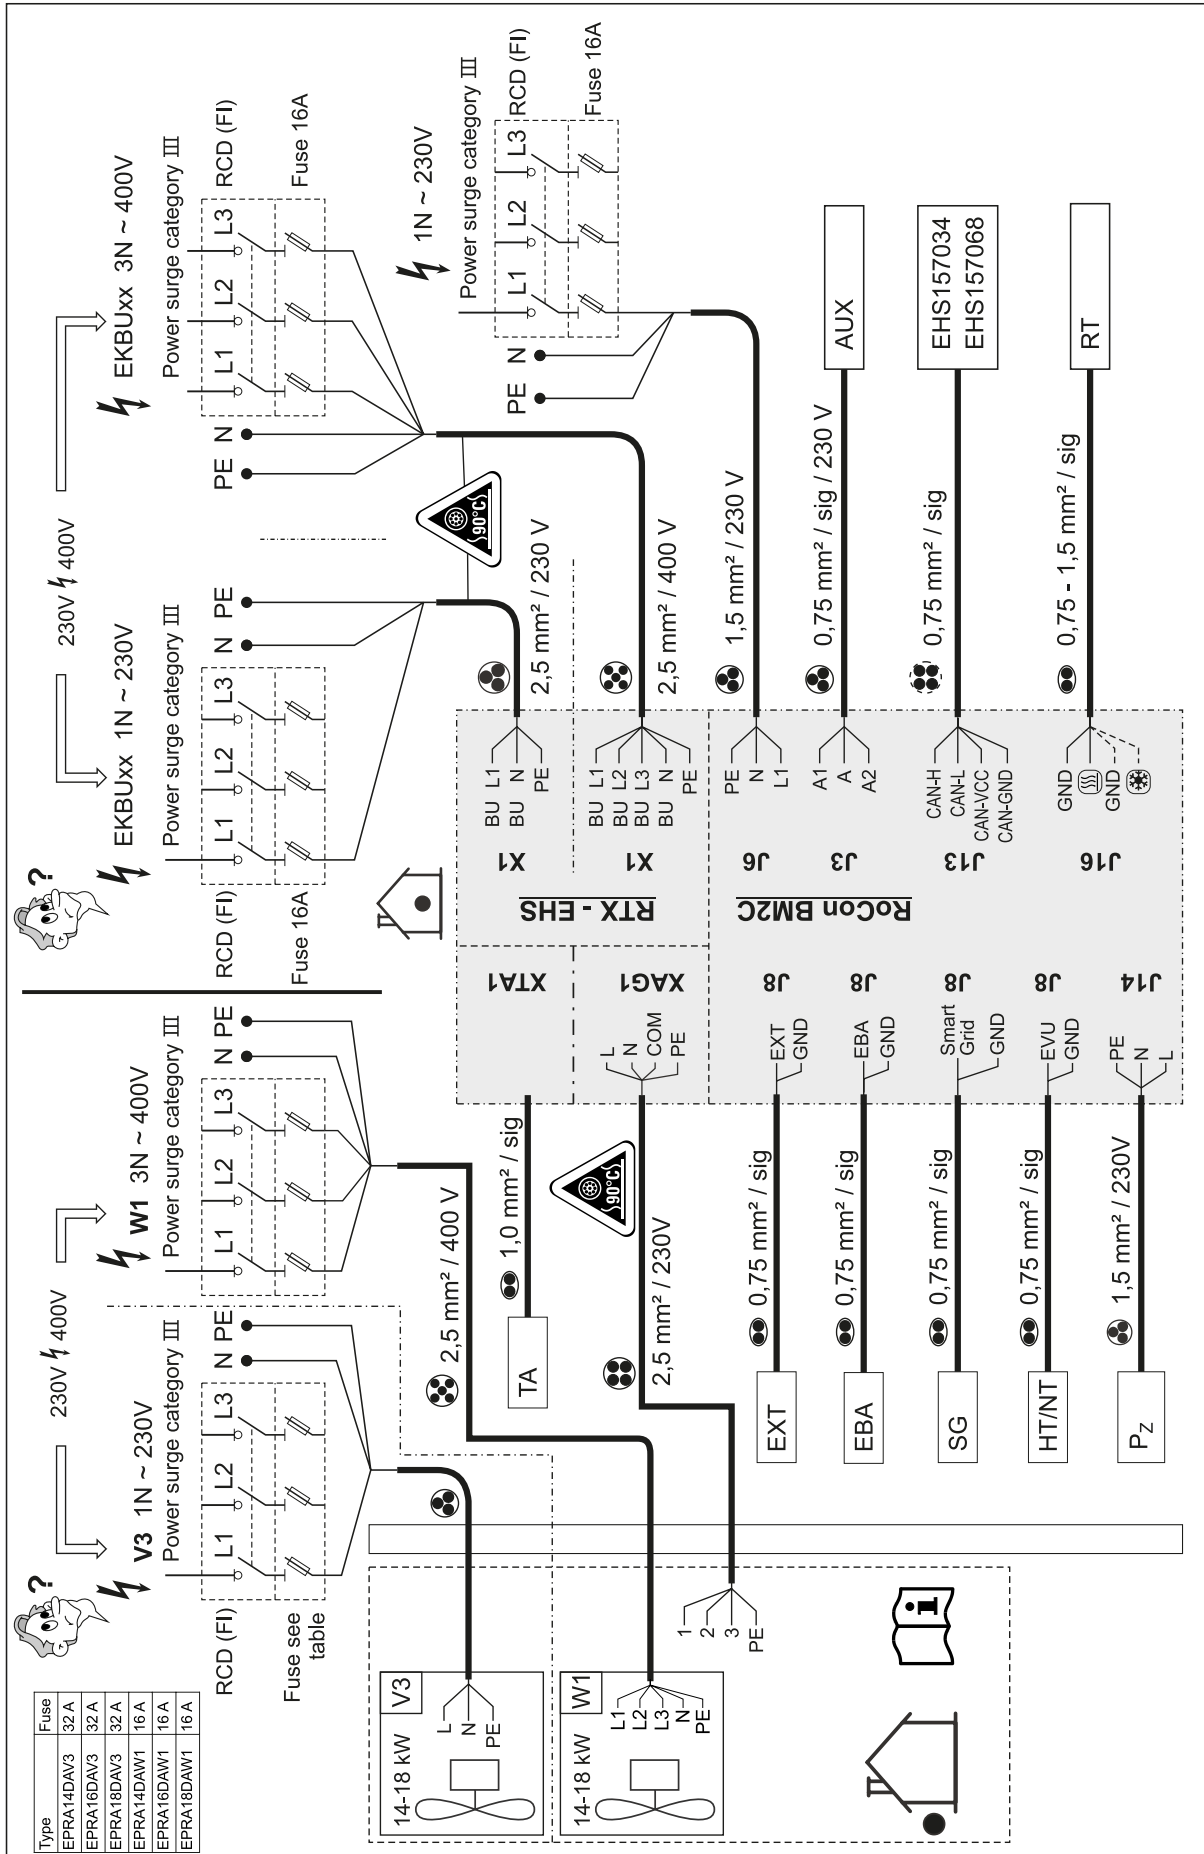 Type Fuse
EPRA14DAV3 32 A
EPRA16DAV3 32 A
EPRA18DAV3 32 A
EPRA14DAW1 16 A
EPRA16DAW1 16 A
EPRA18DAW1 16 A
?
230V 400V
V3 1N ~ 230V
Power surge category III
L1 L2 L3 N PE
RCD (FI)
Fuse see
table
W1 3N ~ 400V
Power surge category III
L1 L2 L3 N PE
?
230V 400V
EKBUxx 1N ~ 230V
Power surge category III
L1 L2 L3 N PE
RCD (FI)
Fuse 16A
EKBUxx 3N ~ 400V
Power surge category III
PE N L1 L2 L3
RCD (FI)
Fuse 16A
1N ~ 230V
Power surge category III
PE N L1 L2 L3
RCD (FI)
Fuse 16A
90°C
2,5 mm² / 230 V
2,5 mm² / 400 V
1,5 mm² / 230 V
0,75 mm² / sig / 230 V
AUX
0,75 mm² / sig
EHS157034
EHS157068
0,75 - 1,5 mm² / sig
RT
BU L1
BU N
PE
X1
BU L1
BU L2
BU L3
BU N
PE
X1
RTX - EHS
PE
N
L1
J6
RoCon BM2C
A1
A
A2
J3
CAN-H
CAN-L
CAN-VCC
CAN-GND
J13
GND
GND
J16
XTA1
L
N
COM
PE
XAG1
EXT
GND
J8
EBA
GND
J8
Smart
Grid
GND
J8
EVU
GND
J8
PE
N
L
J14
2,5 mm² / 400 V
TA
1,0 mm² / sig
2,5 mm² / 230V
90°C
EXT
0,75 mm² / sig
EBA
0,75 mm² / sig
SG
0,75 mm² / sig
HT/NT
0,75 mm² / sig
PZ
1,5 mm² / 230V
14-18 kW
V3
L
N
PE
14-18 kW
W1
L1
L2
L3
N
PE
1
2
3
PE
i